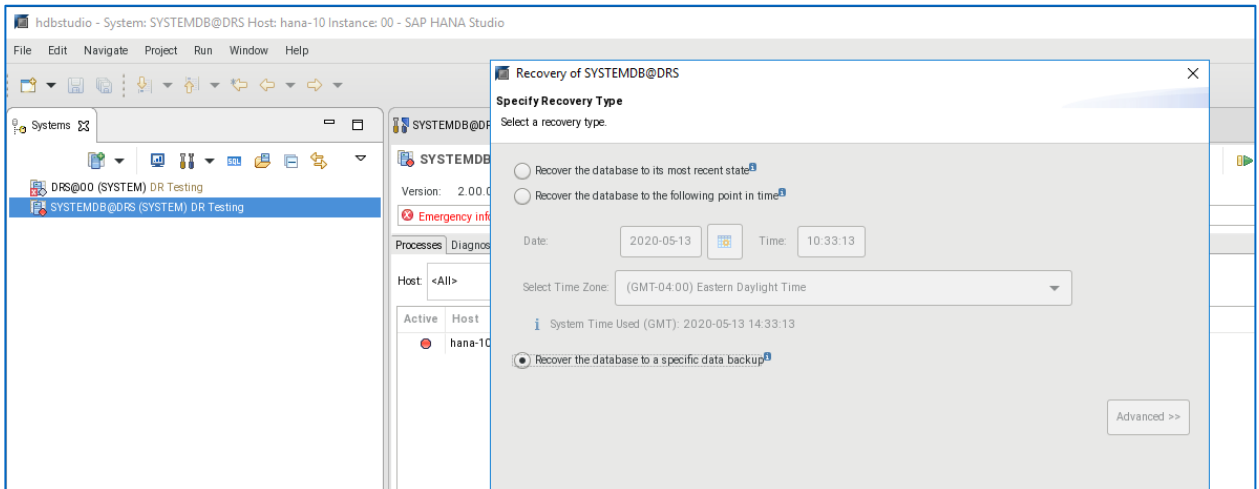 hdbstudio - System: SYSTEMDB@DRS Host: hana-10 Instance: 00 - SAP HANA Studio
File Edit Navigate Project Run Window Help
Systems
DRS@00 (SYSTEM) DR Testing
SYSTEMDB@DRS (SYSTEM) DR Testing
SYSTEMDB@DR
SYSTEMDB
Version: 2.00.0
Emergency info
Processes Diagnos
Host: <All>
Active Host
hana-10
Recovery of SYSTEMDB@DRS
Specify Recovery Type
Select a recovery type.
Recover the database to its most recent state
Recover the database to the following point in time
Date: 2020-05-13 Time: 10:33:13
Select Time Zone: (GMT-04:00) Eastern Daylight Time
System Time Used (GMT): 2020-05-13 14:33:13
Recover the database to a specific data backup
Advanced >>